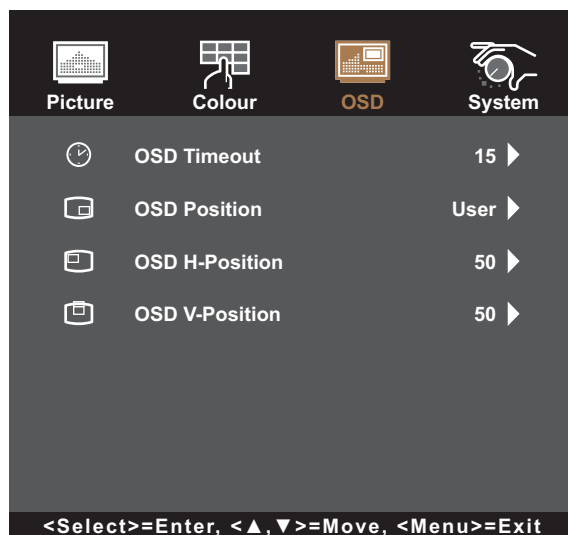 Picture Colour OSD System
OSD Timeout 15
OSD Position User
OSD H-Position 50
OSD V-Position 50
<Select>=Enter, <▲,▼>=Move, <Menu>=Exit